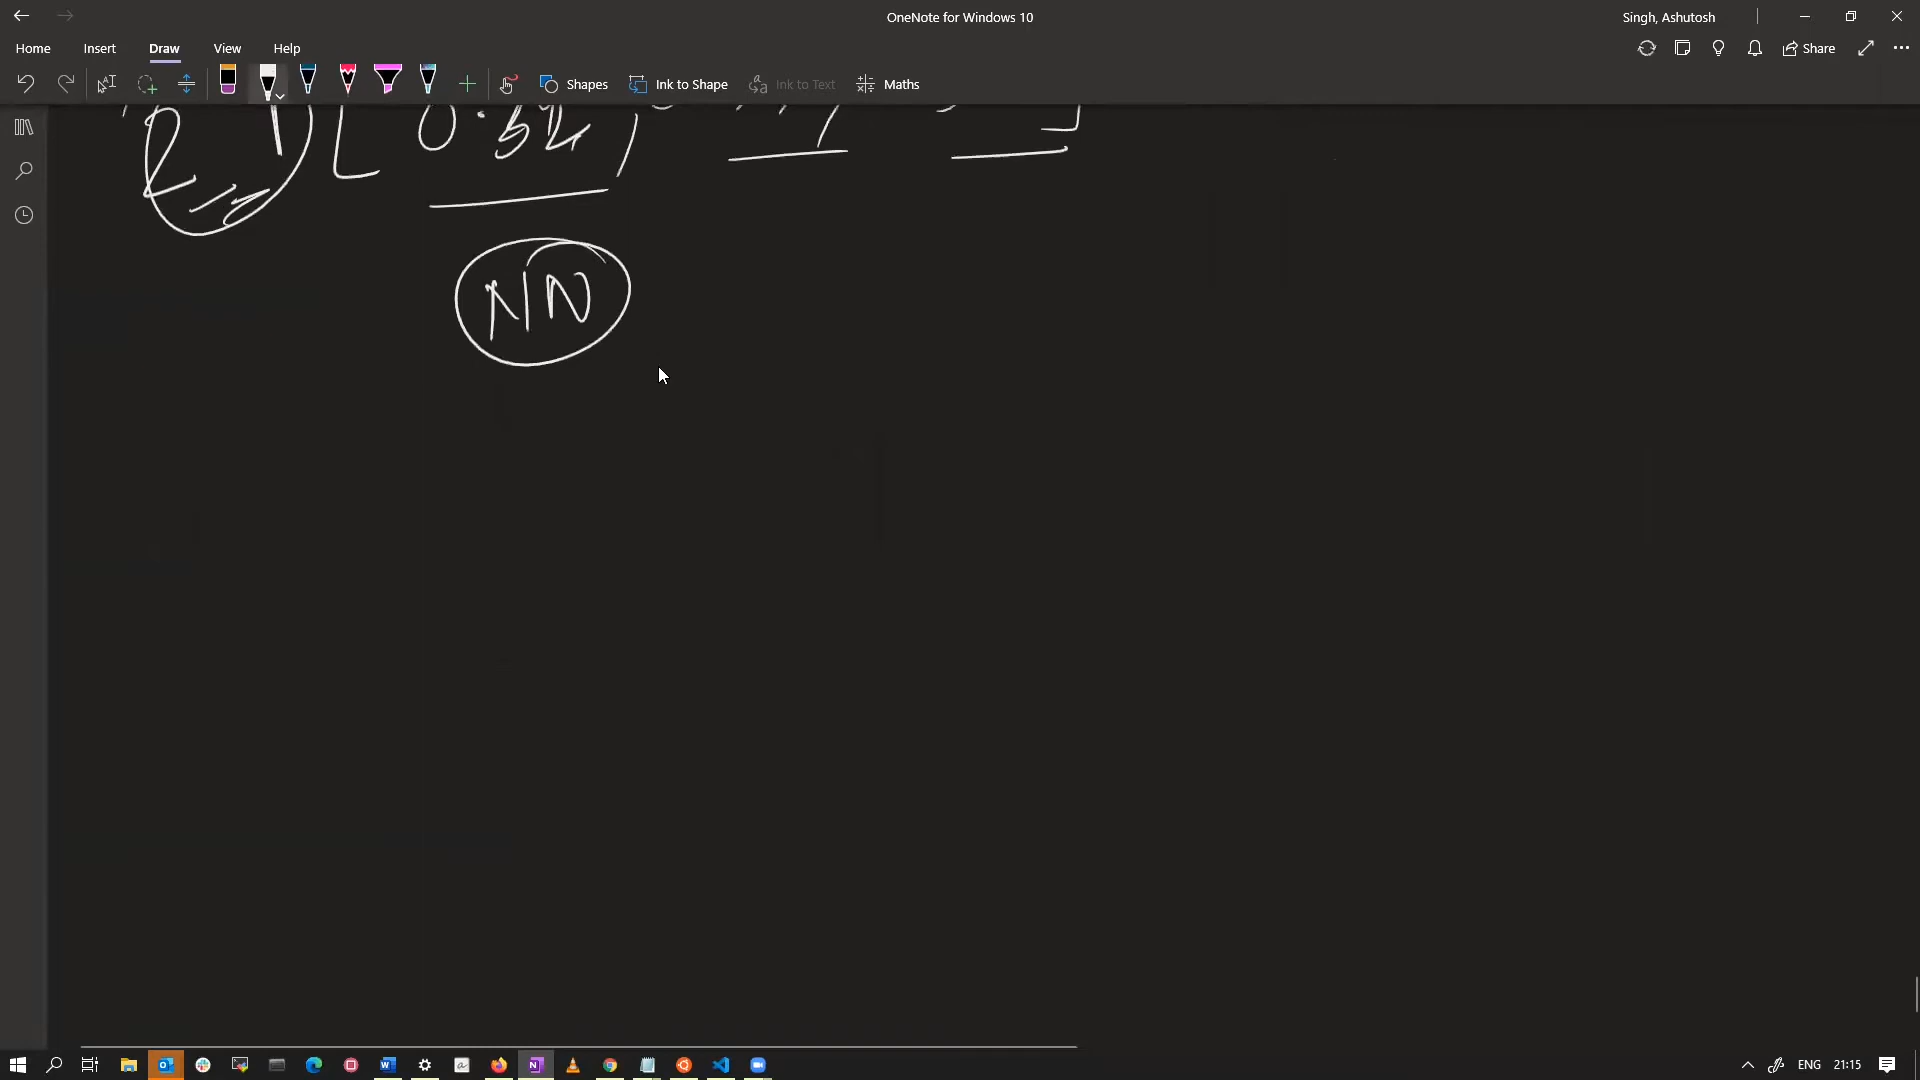 OneNote for Windows 10
Singh, Ashutosh
Home Insert Draw View Help
Share
Shapes Ink to Shape Ink to Text Maths
[ 0.52,
NN
ENG 21:15